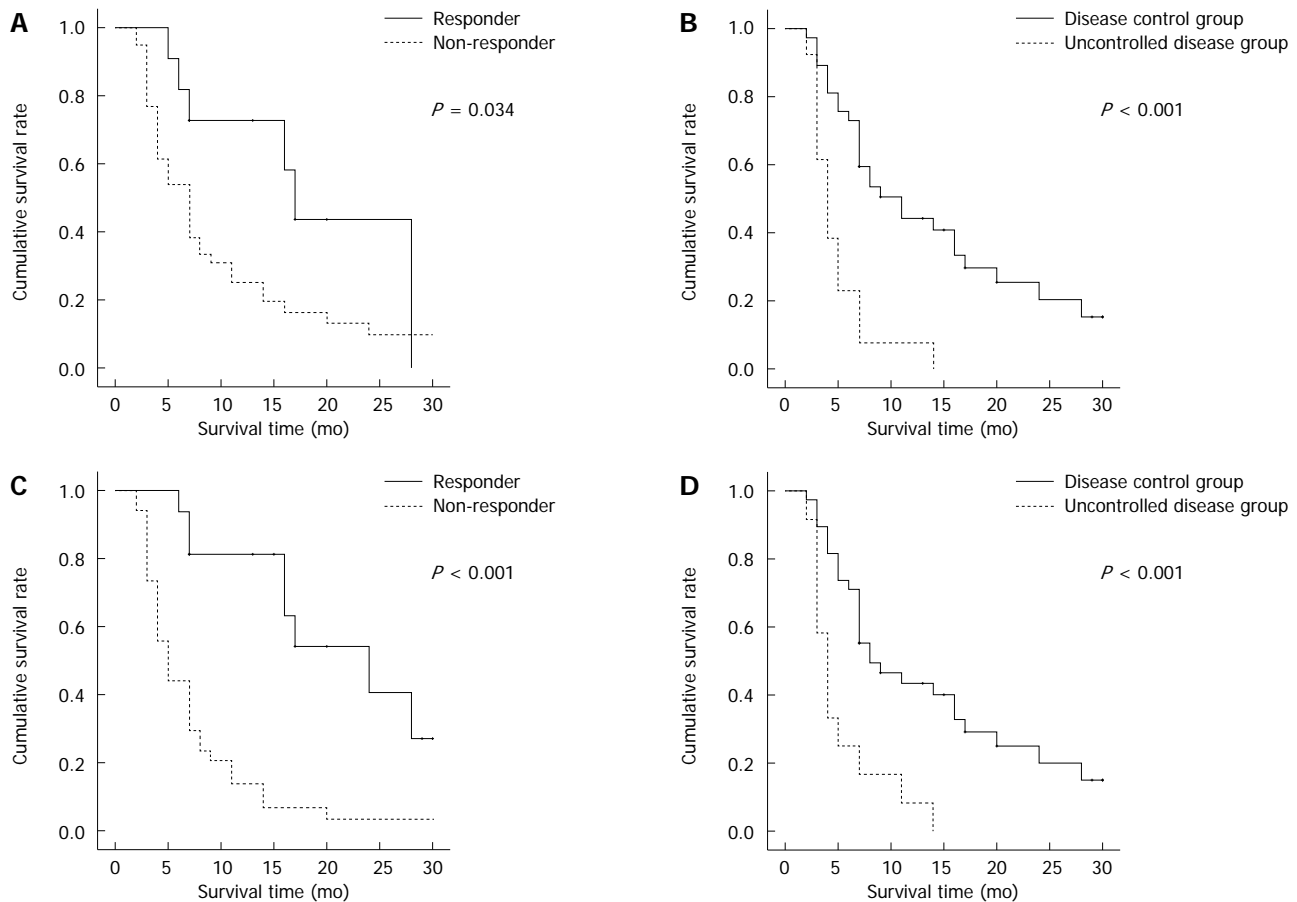 A
Responder
Non-responder
P = 0.034
Cumulative survival rate
1.0
0.8
0.6
0.4
0.2
0.0
0 5 10 15 20 25 30
Survival time (mo)
B
Disease control group
Uncontrolled disease group
P < 0.001
Cumulative survival rate
1.0
0.8
0.6
0.4
0.2
0.0
0 5 10 15 20 25 30
Survival time (mo)
C
Responder
Non-responder
P < 0.001
Cumulative survival rate
1.0
0.8
0.6
0.4
0.2
0.0
0 5 10 15 20 25 30
Survival time (mo)
D
Disease control group
Uncontrolled disease group
P < 0.001
Cumulative survival rate
1.0
0.8
0.6
0.4
0.2
0.0
0 5 10 15 20 25 30
Survival time (mo)